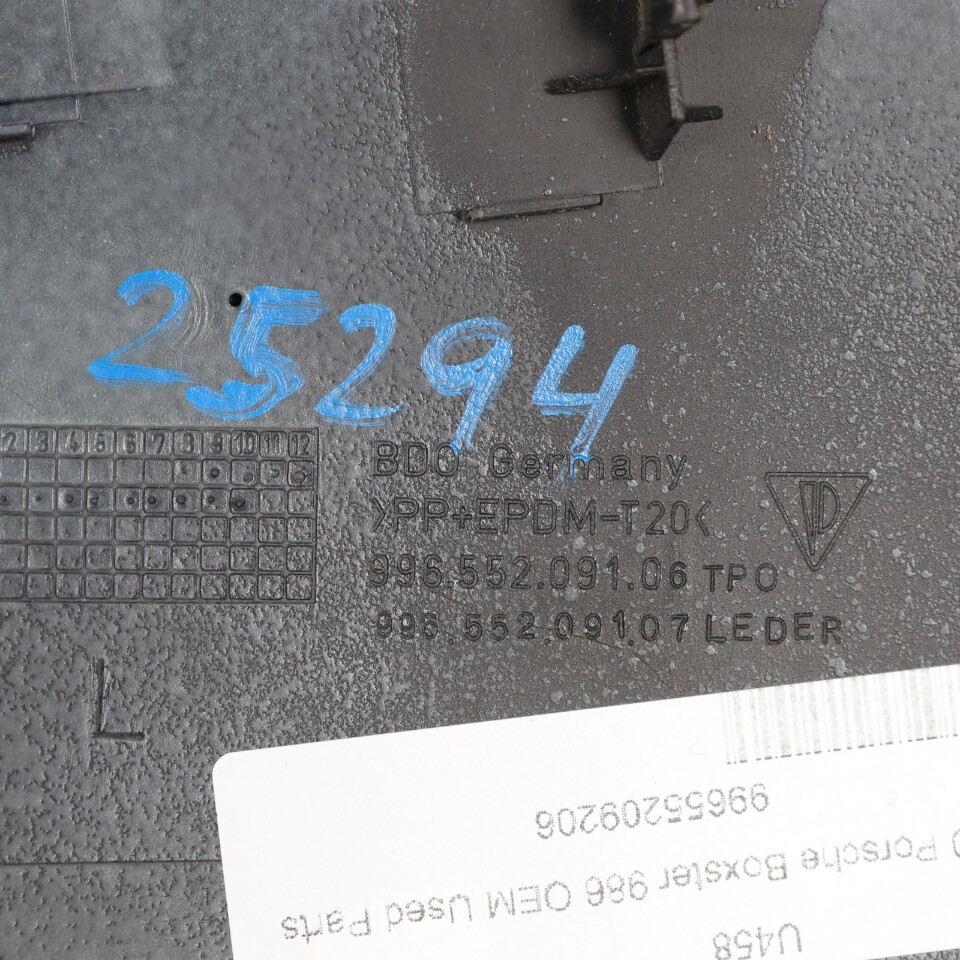 25294
2 3 4 5 6 7 8 9 10 11 12
BDO Germany
>PP+EPDM-T20<
996.552.091.06 TPO
996.552.091.07 LEDER
L
99655209206
Porsche Boxster 986 OEM Used Parts
U458